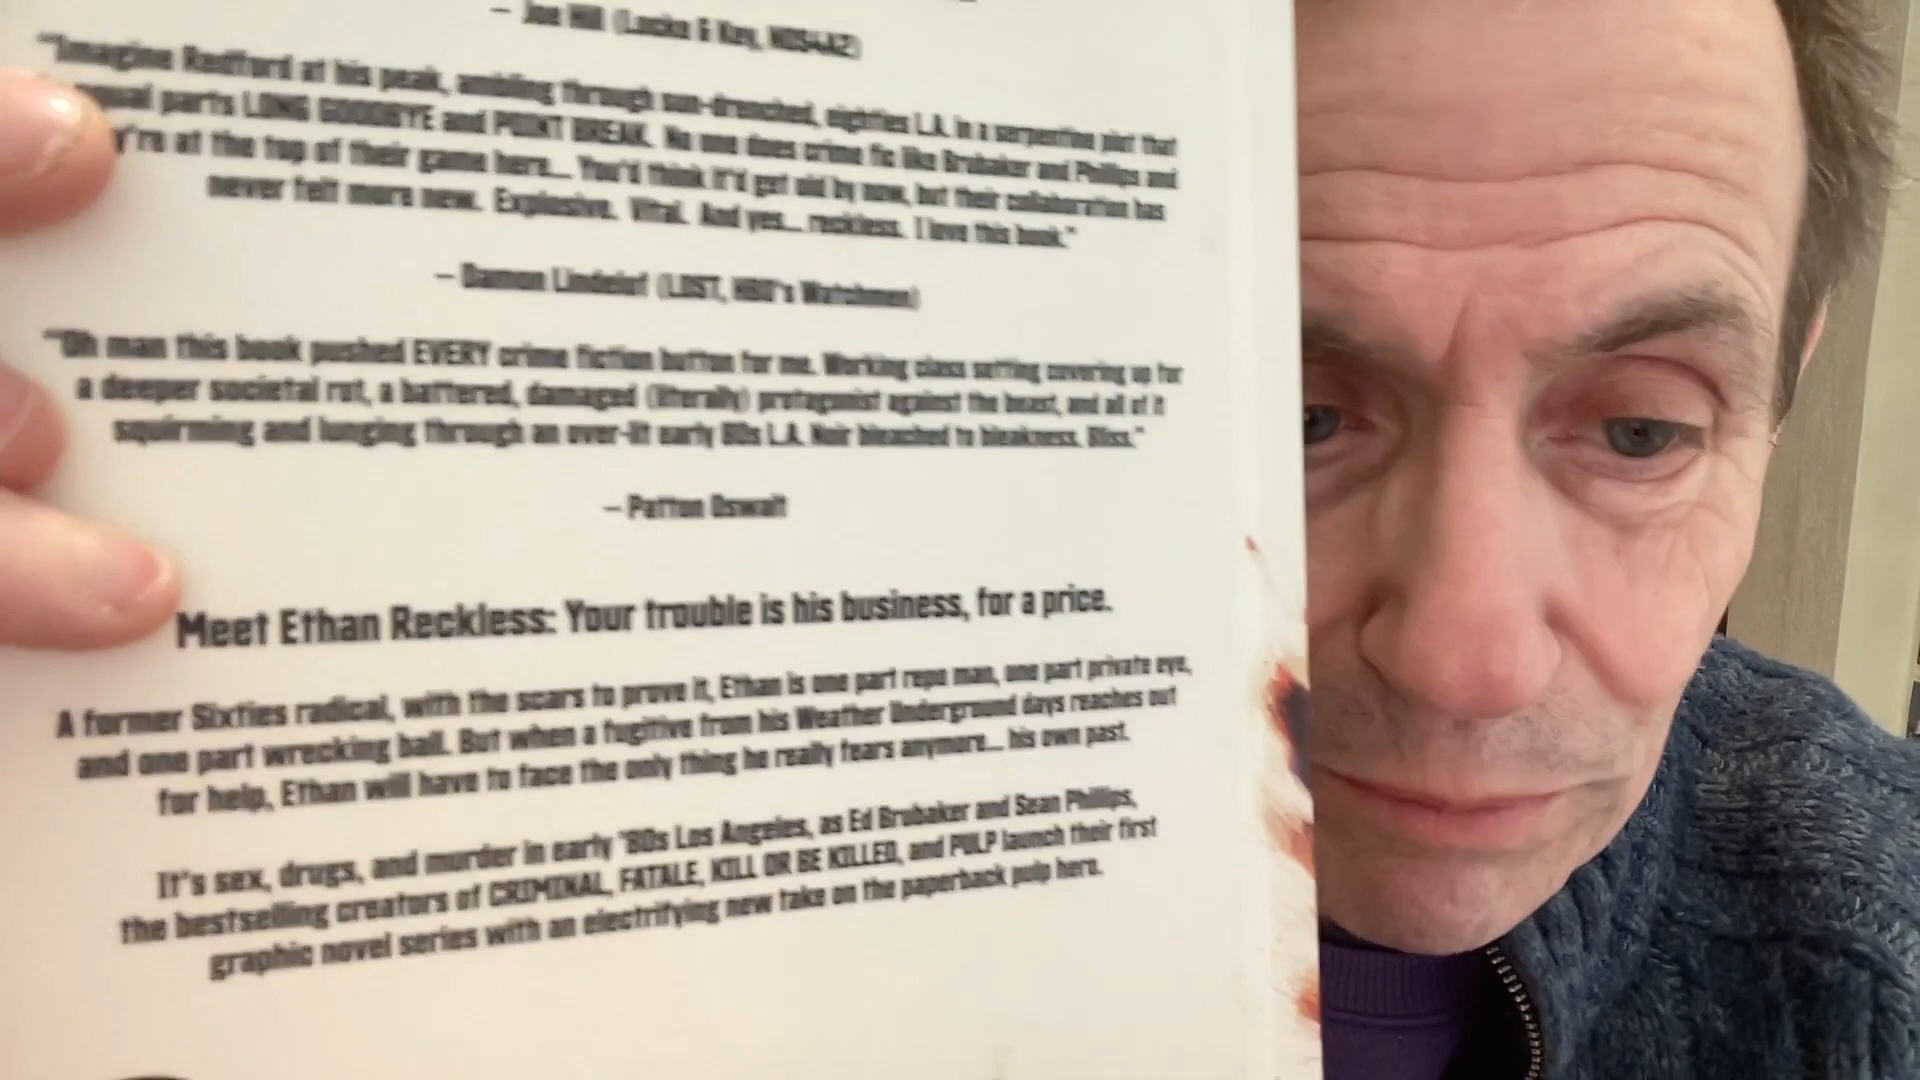 – Joe Hill (Locke & Key, NOS4A2)
"Imagine Redford at his peak, ambling through sun-drenched, eighties L.A. in a serpentine plot that
equal parts LONG GOODBYE and POINT BREAK. No one does crime fic like Brubaker and Phillips and
y're at the top of their game here... You'd think it'd get old by now, but their collaboration has
never felt more new. Explosive. Vital. And yes... reckless. I love this book."
– Damon Lindelof (LOST, HBO's Watchmen)
"Oh man this book pushed EVERY crime fiction button for me. Working class setting covering up for
a deeper societal rot, a battered, damaged (literally) protagonist against the beast, and all of it
squirming and lunging through an over-lit early 80s L.A. Noir bleached to bleakness. Bliss."
– Patton Oswalt
Meet Ethan Reckless: Your trouble is his business, for a price.
A former Sixties radical, with the scars to prove it, Ethan is one part repo man, one part private eye,
and one part wrecking ball. But when a fugitive from his Weather Underground days reaches out
for help, Ethan will have to face the only thing he really fears anymore... his own past.
It's sex, drugs, and murder in early '80s Los Angeles, as Ed Brubaker and Sean Phillips,
the bestselling creators of CRIMINAL, FATALE, KILL OR BE KILLED, and PULP launch their first
graphic novel series with an electrifying new take on the paperback pulp hero.